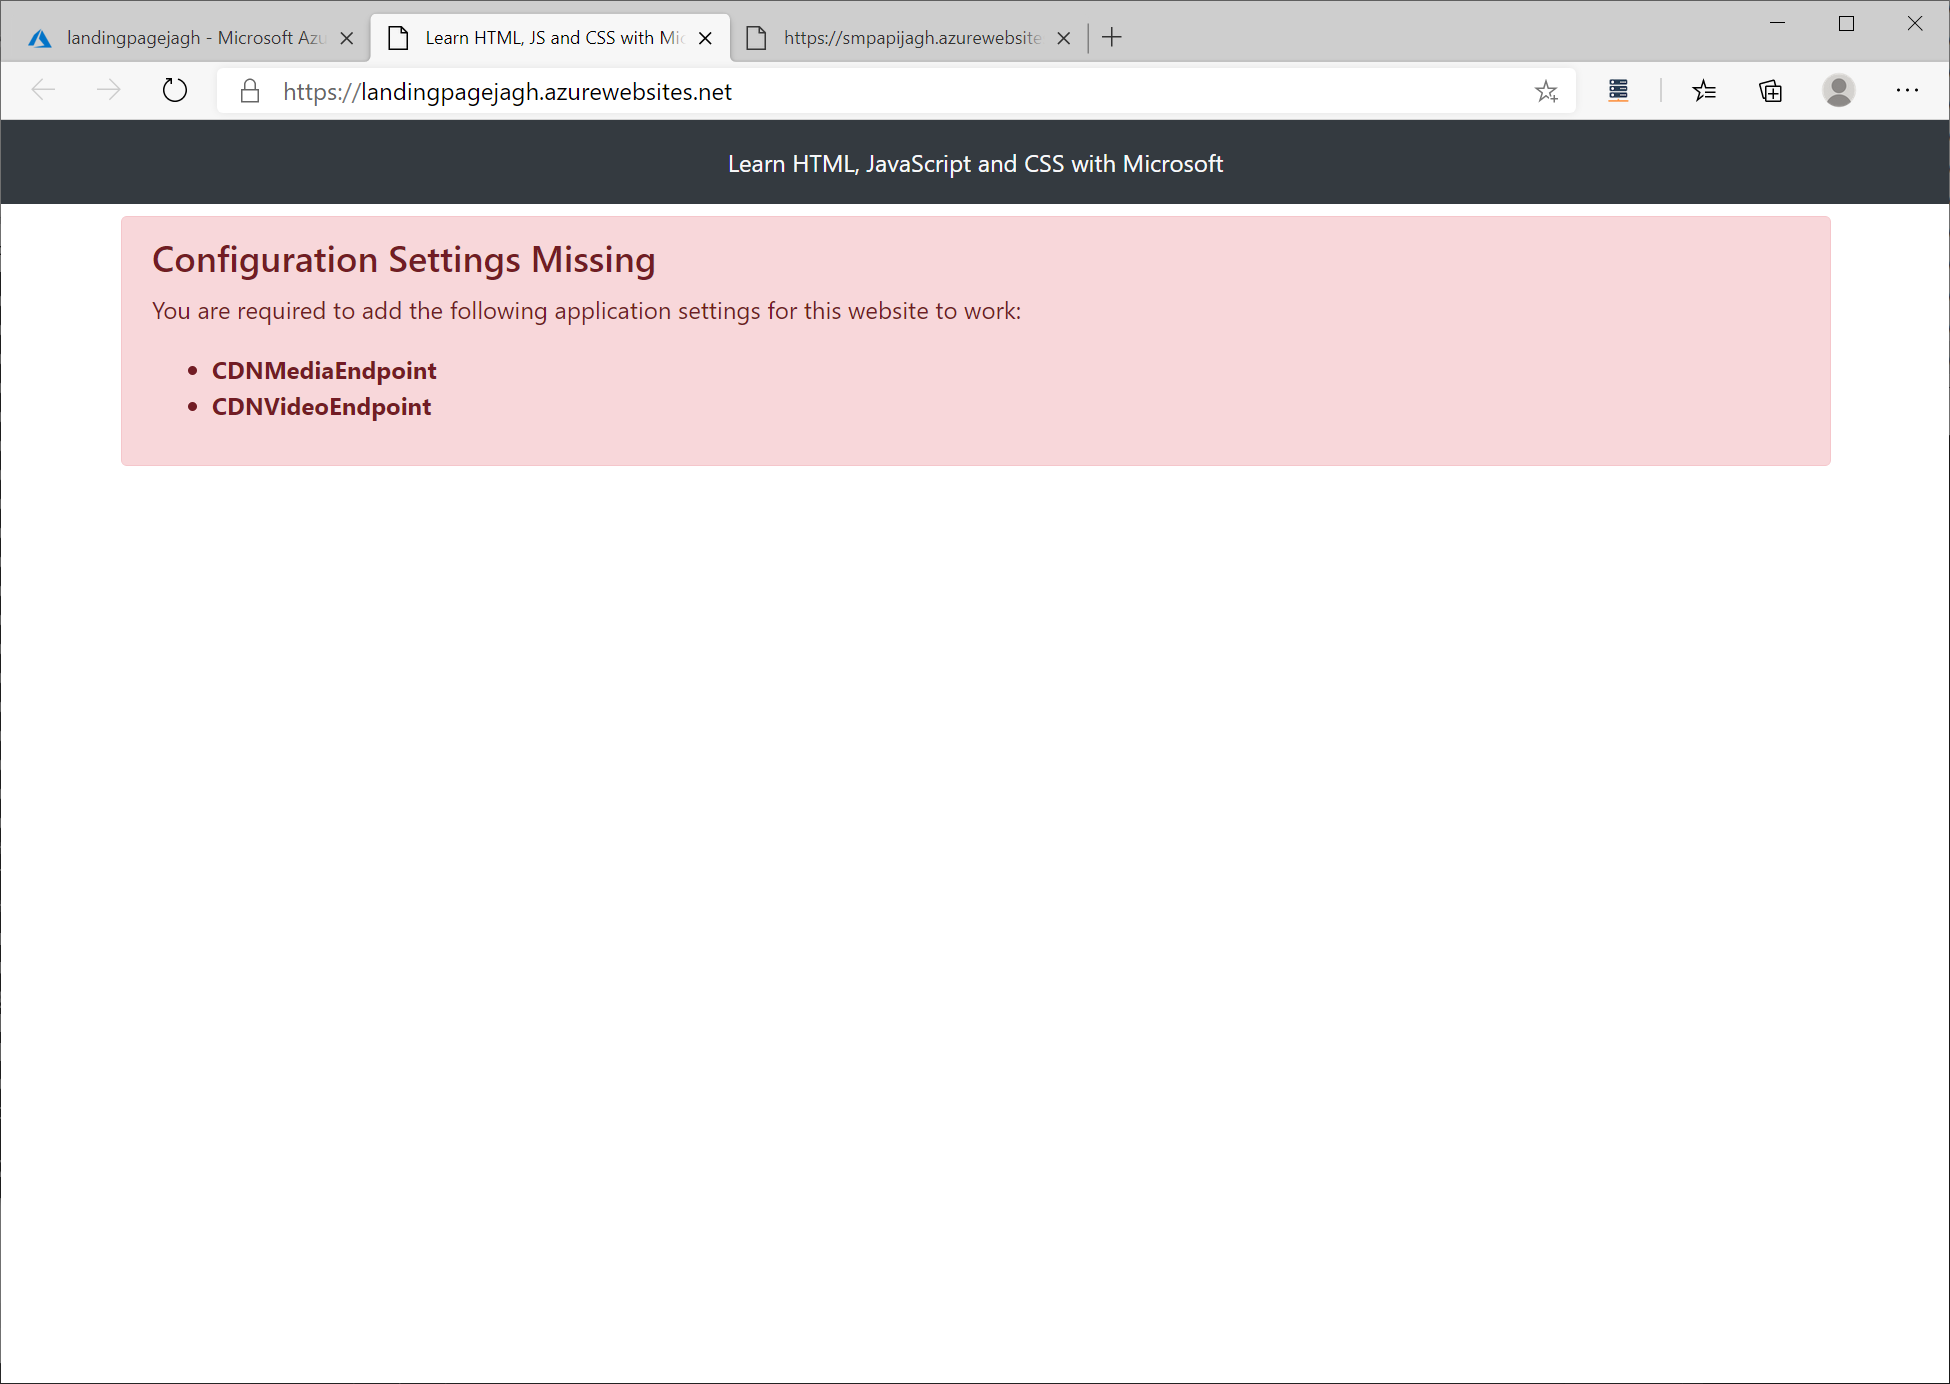 landingpagejagh - Microsoft Azu
Learn HTML, JS and CSS with Mic
https://smpapijagh.azurewebsite
https://landingpagejagh.azurewebsites.net
Learn HTML, JavaScript and CSS with Microsoft
Configuration Settings Missing
You are required to add the following application settings for this website to work:
• CDNMediaEndpoint
• CDNVideoEndpoint